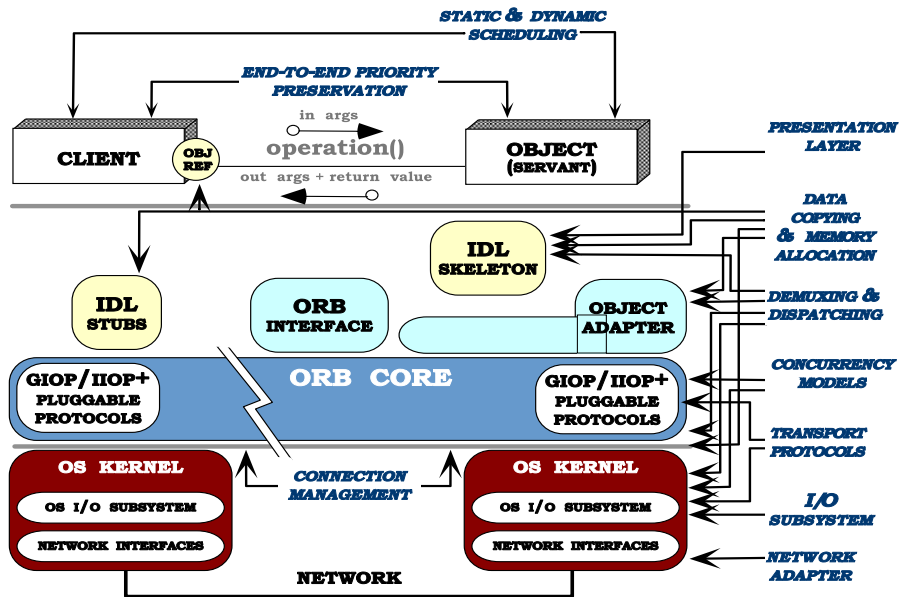 STATIC & DYNAMIC
SCHEDULING
END-TO-END PRIORITY
PRESERVATION
in args
operation()
out args + return value
CLIENT
OBJ
REF
OBJECT
(SERVANT)
PRESENTATION
LAYER
DATA
COPYING
& MEMORY
ALLOCATION
IDL
SKELETON
IDL
STUBS
ORB
INTERFACE
OBJECT
ADAPTER
DEMUXING &
DISPATCHING
ORB CORE
GIOP/IIOP+
PLUGGABLE
PROTOCOLS
GIOP/IIOP+
PLUGGABLE
PROTOCOLS
CONCURRENCY
MODELS
TRANSPORT
PROTOCOLS
OS KERNEL
OS I/O SUBSYSTEM
NETWORK INTERFACES
CONNECTION
MANAGEMENT
OS KERNEL
OS I/O SUBSYSTEM
NETWORK INTERFACES
I/O
SUBSYSTEM
NETWORK
ADAPTER
NETWORK